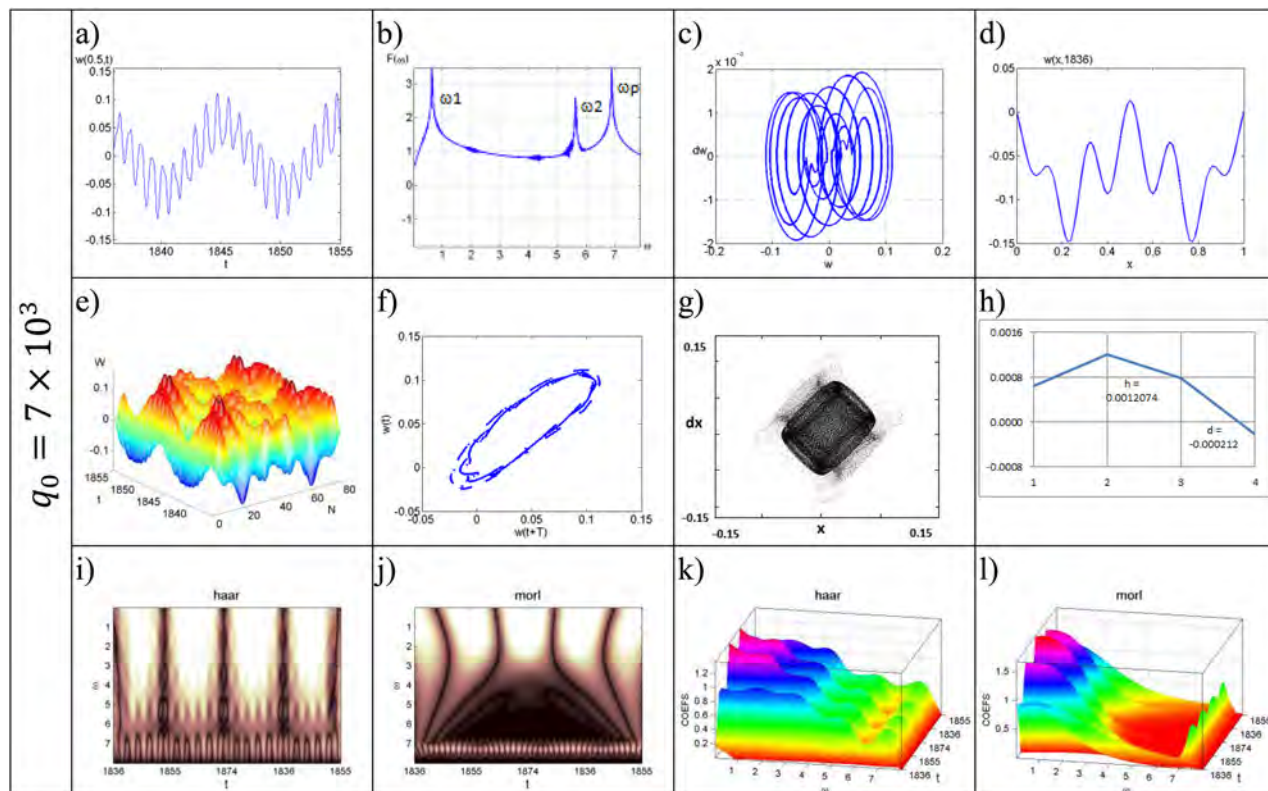 q₀ = 7 × 10³
a)
w(0.5,t)
0.15
0.1
0.05
0
-0.05
-0.1
-0.15
1840 1845 1850 1855
t
b)
F(ω)
3
2
1
0
-1
ω1
ω2
ωp
1 2 3 4 5 6 7
ω
c)
x 10
2
1
dw 0
-1
-2
-0.2 -0.1 0 0.1 0.2
w
d)
w(x,1836)
0
-0.05
-0.1
-0.15
0 0.2 0.4 0.6 0.8 1
x
e)
W
0.1
0
-0.1
1855
1850
1845
1840
t
0 20 40 60 80
N
f)
0.15
0.1
w(t)
0.05
0
-0.05
-0.05 0 0.05 0.1 0.15
w(t+T)
g)
0.15
dx
-0.15
-0.15 x 0.15
h)
0.0016
0.0008
0.0000
-0.0008
h =
0.0012074
d =
-0.000212
1 2 3 4
i)
haar
1
2
3
ω
4
5
6
7
1836 1855 1874 1836 1855
t
j)
morl
1
2
3
ω
4
5
6
7
1836 1855 1874 1836 1855
t
k)
haar
1.2
1
0.8
0.6
0.4
0.2
COEFS
1 2 3 4 5 6 7
ω
1855
1836
1874
1855
1836
t
l)
morl
1.5
1
0.5
COEFS
1 2 3 4 5 6 7
ω
1855
1836
1874
1855
1836
t